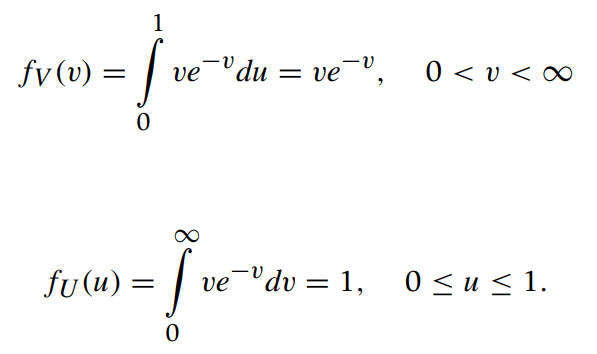 f_V(v) = ∫_0^1 ve^{−v}du = ve^{−v}, 0 < v < ∞
f_U(u) = ∫_0^∞ ve^{−v}dv = 1, 0 ≤ u ≤ 1.